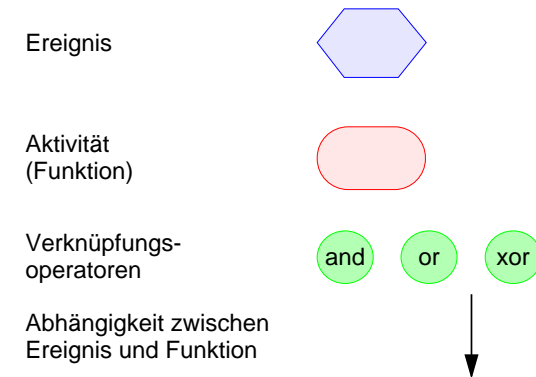 Ereignis
Aktivität
(Funktion)
Verknüpfungs-
operatoren
and or xor
Abhängigkeit zwischen
Ereignis und Funktion